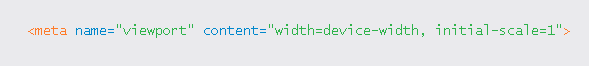 <meta name="viewport" content="width=device-width, initial-scale=1">